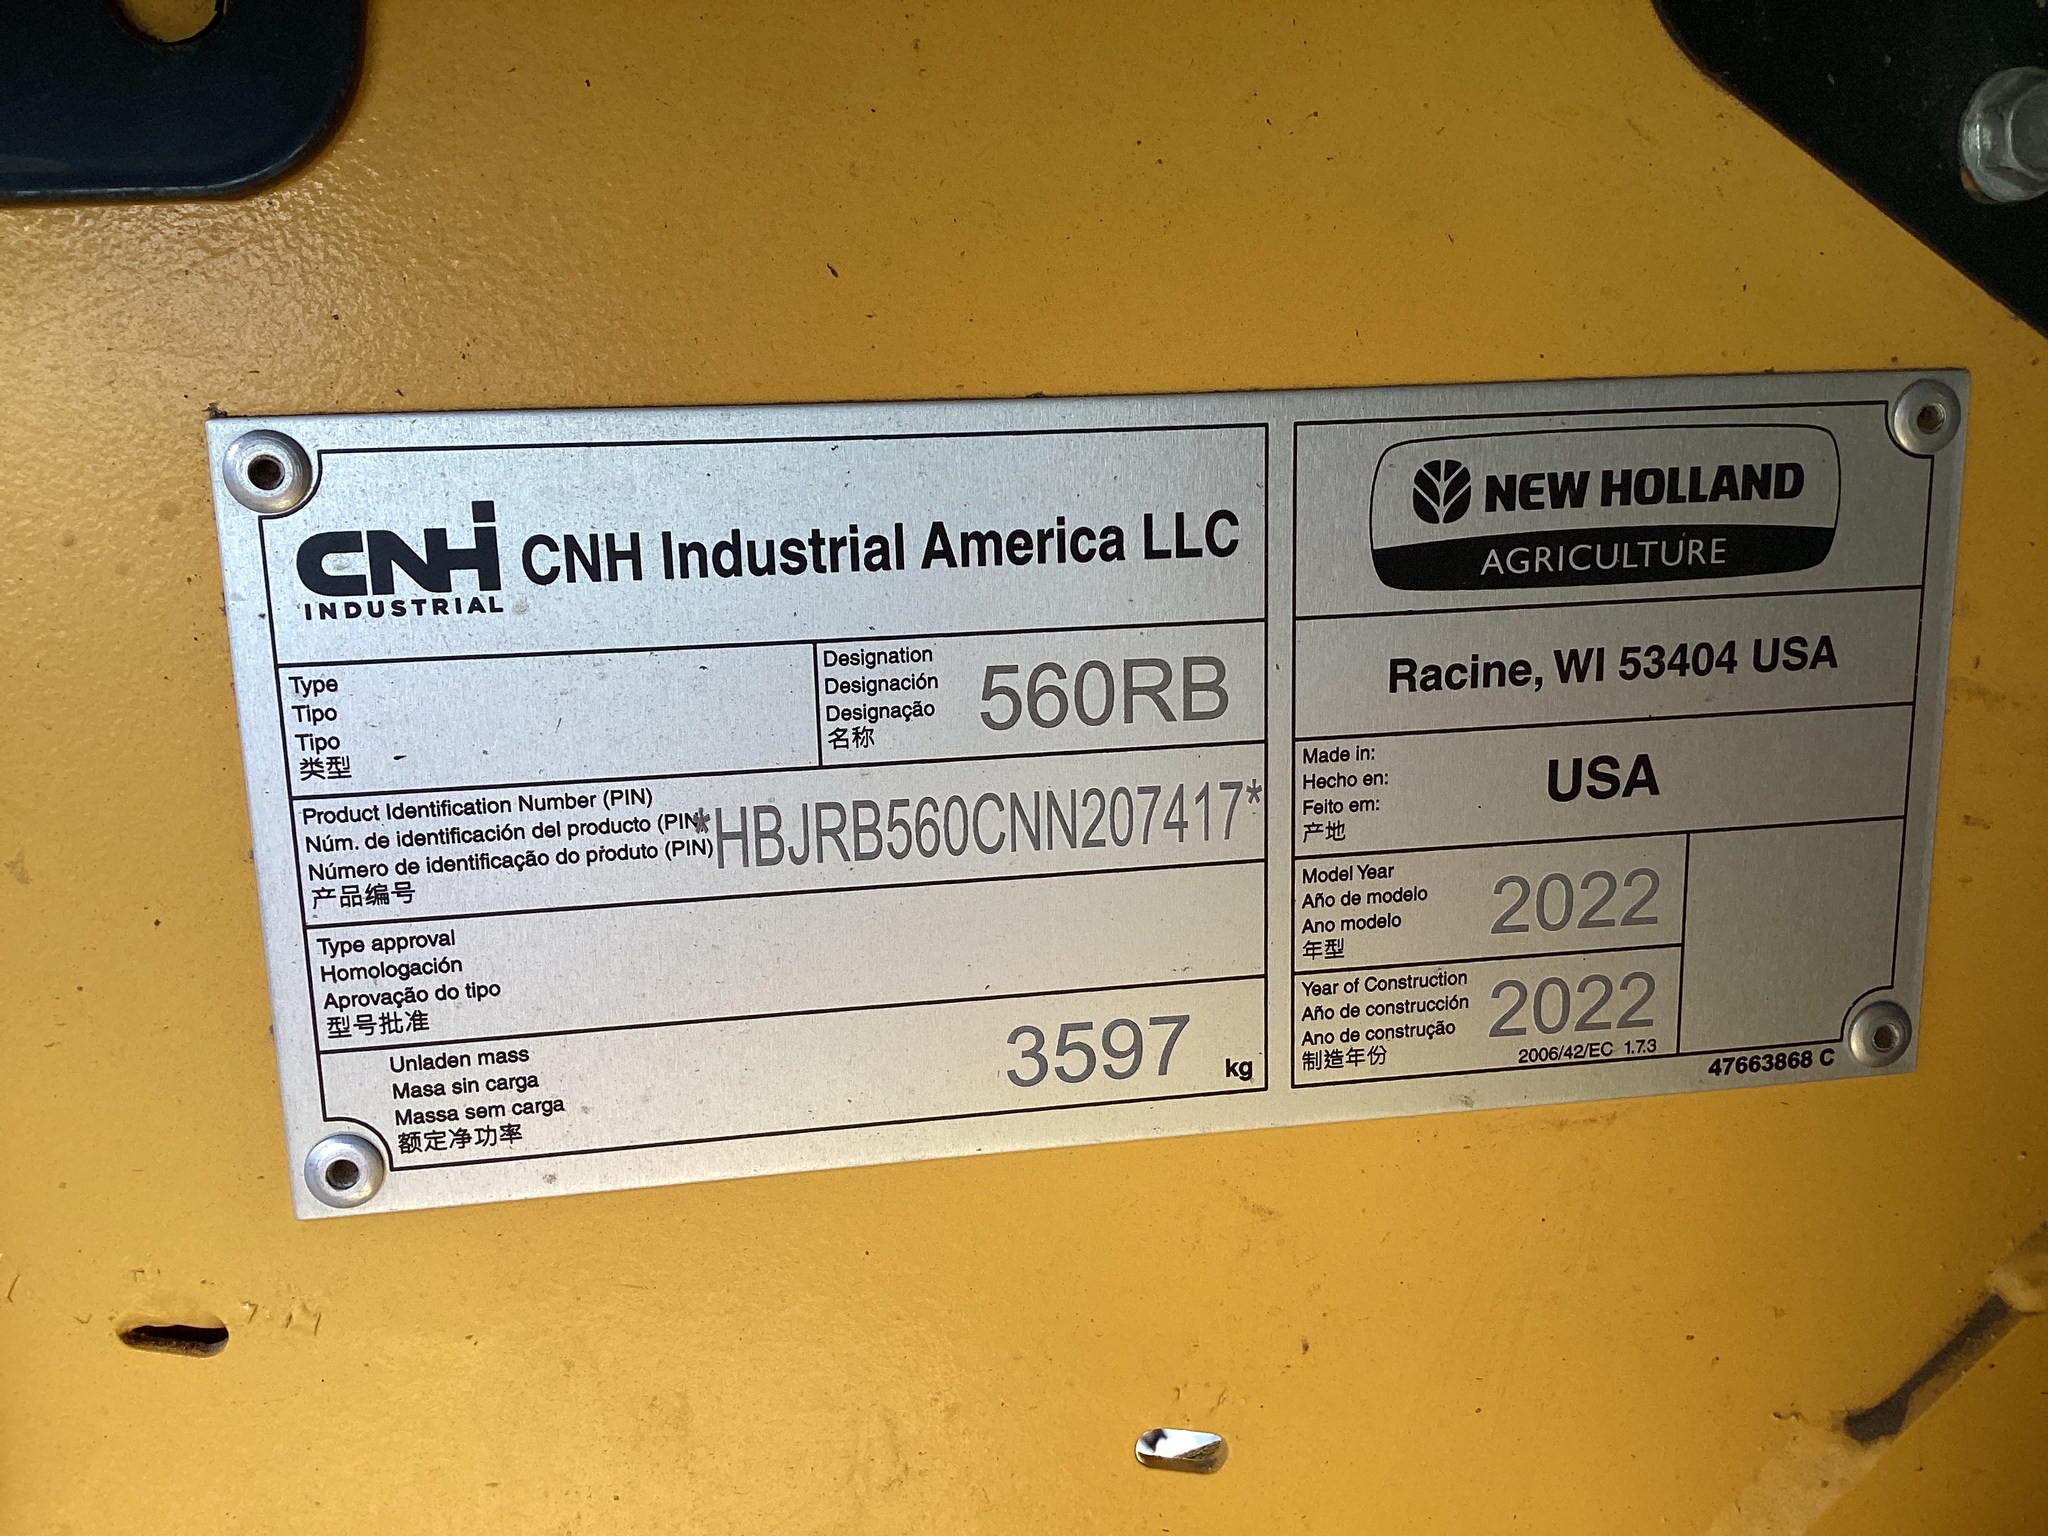 CNH
INDUSTRIAL
CNH Industrial America LLC
Type
Tipo
Tipo
类型
Designation
Designación
Designação
名称
560RB
Product Identification Number (PIN)
Núm. de identificación del producto (PIN)
Número de identificação do produto (PIN)
产品编号
*HBJRB560CNN207417*
Type approval
Homologación
Aprovação do tipo
型号批准
Unladen mass
Masa sin carga
Massa sem carga
额定净功率
3597 kg
NEW HOLLAND
AGRICULTURE
Racine, WI 53404 USA
Made in:
Hecho en:
Feito em:
产地
USA
Model Year
Año de modelo
Ano modelo
年型
2022
Year of Construction
Año de construcción
Ano de construção
制造年份
2022
2006/42/EC 1.7.3
47663868 C